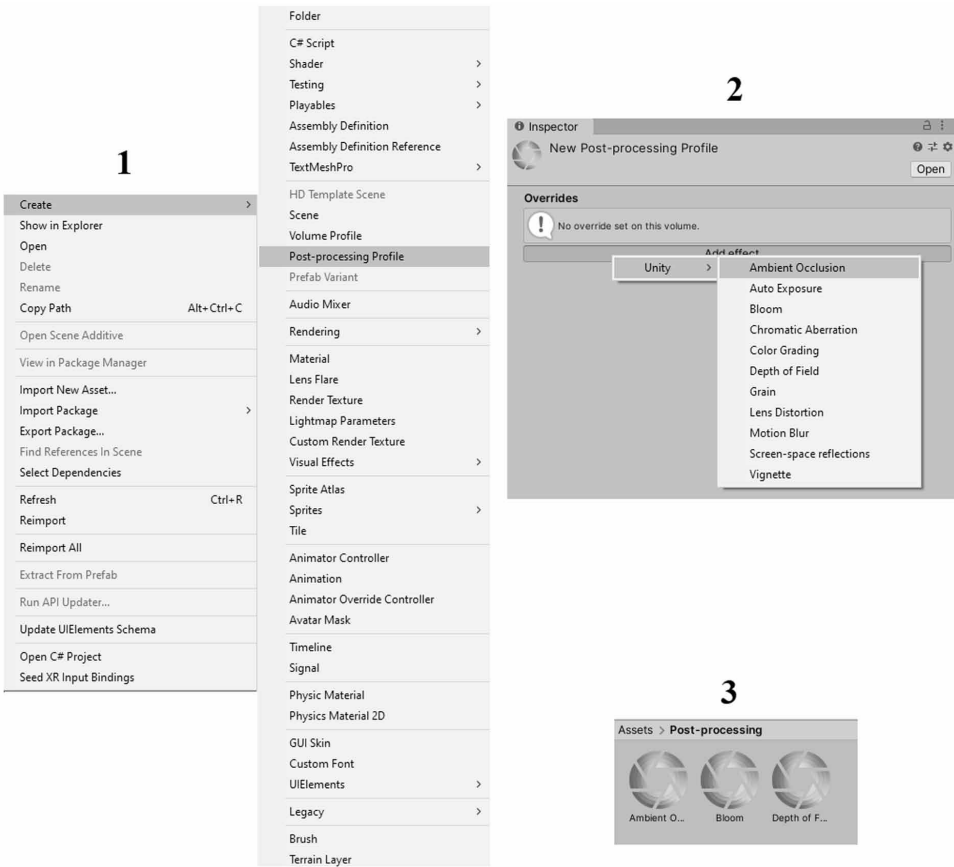 1
Create
Show in Explorer
Open
Delete
Rename
Copy Path Alt+Ctrl+C
Open Scene Additive
View in Package Manager
Import New Asset...
Import Package
Export Package...
Find References In Scene
Select Dependencies
Refresh Ctrl+R
Reimport
Reimport All
Extract From Prefab
Run API Updater...
Update UIElements Schema
Open C# Project
Seed XR Input Bindings
Folder
C# Script
Shader
Testing
Playables
Assembly Definition
Assembly Definition Reference
TextMeshPro
HD Template Scene
Scene
Volume Profile
Post-processing Profile
Prefab Variant
Audio Mixer
Rendering
Material
Lens Flare
Render Texture
Lightmap Parameters
Custom Render Texture
Visual Effects
Sprite Atlas
Sprites
Tile
Animator Controller
Animation
Animator Override Controller
Avatar Mask
Timeline
Signal
Physic Material
Physics Material 2D
GUI Skin
Custom Font
UIElements
Legacy
Brush
Terrain Layer
2
Inspector
New Post-processing Profile
Open
Overrides
No override set on this volume.
Add effect
Unity
Ambient Occlusion
Auto Exposure
Bloom
Chromatic Aberration
Color Grading
Depth of Field
Grain
Lens Distortion
Motion Blur
Screen-space reflections
Vignette
3
Assets > Post-processing
Ambient O... Bloom Depth of F...